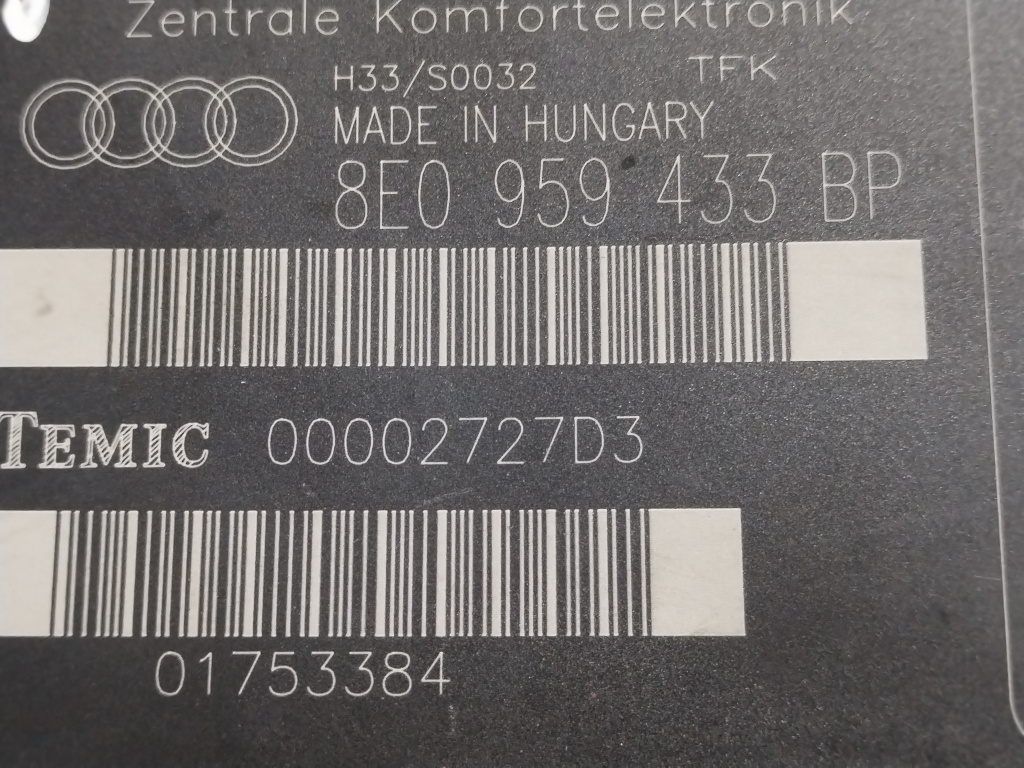 Zentrale Komfortelektronik
H33/S0032 TFK
MADE IN HUNGARY
8E0 959 433 BP
TEMIC 00002727D3
01753384